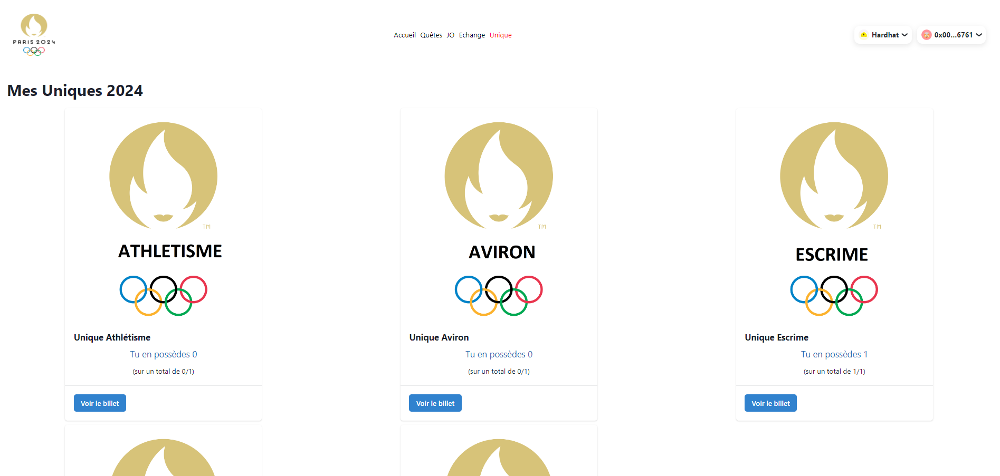 PARIS 2024
Accueil Quêtes JO Echange Unique
Hardhat
0x00...6761
Mes Uniques 2024
TM
ATHLETISME
Unique Athlétisme
Tu en possèdes 0
(sur un total de 0/1)
Voir le billet
TM
AVIRON
Unique Aviron
Tu en possèdes 0
(sur un total de 0/1)
Voir le billet
TM
ESCRIME
Unique Escrime
Tu en possèdes 1
(sur un total de 1/1)
Voir le billet